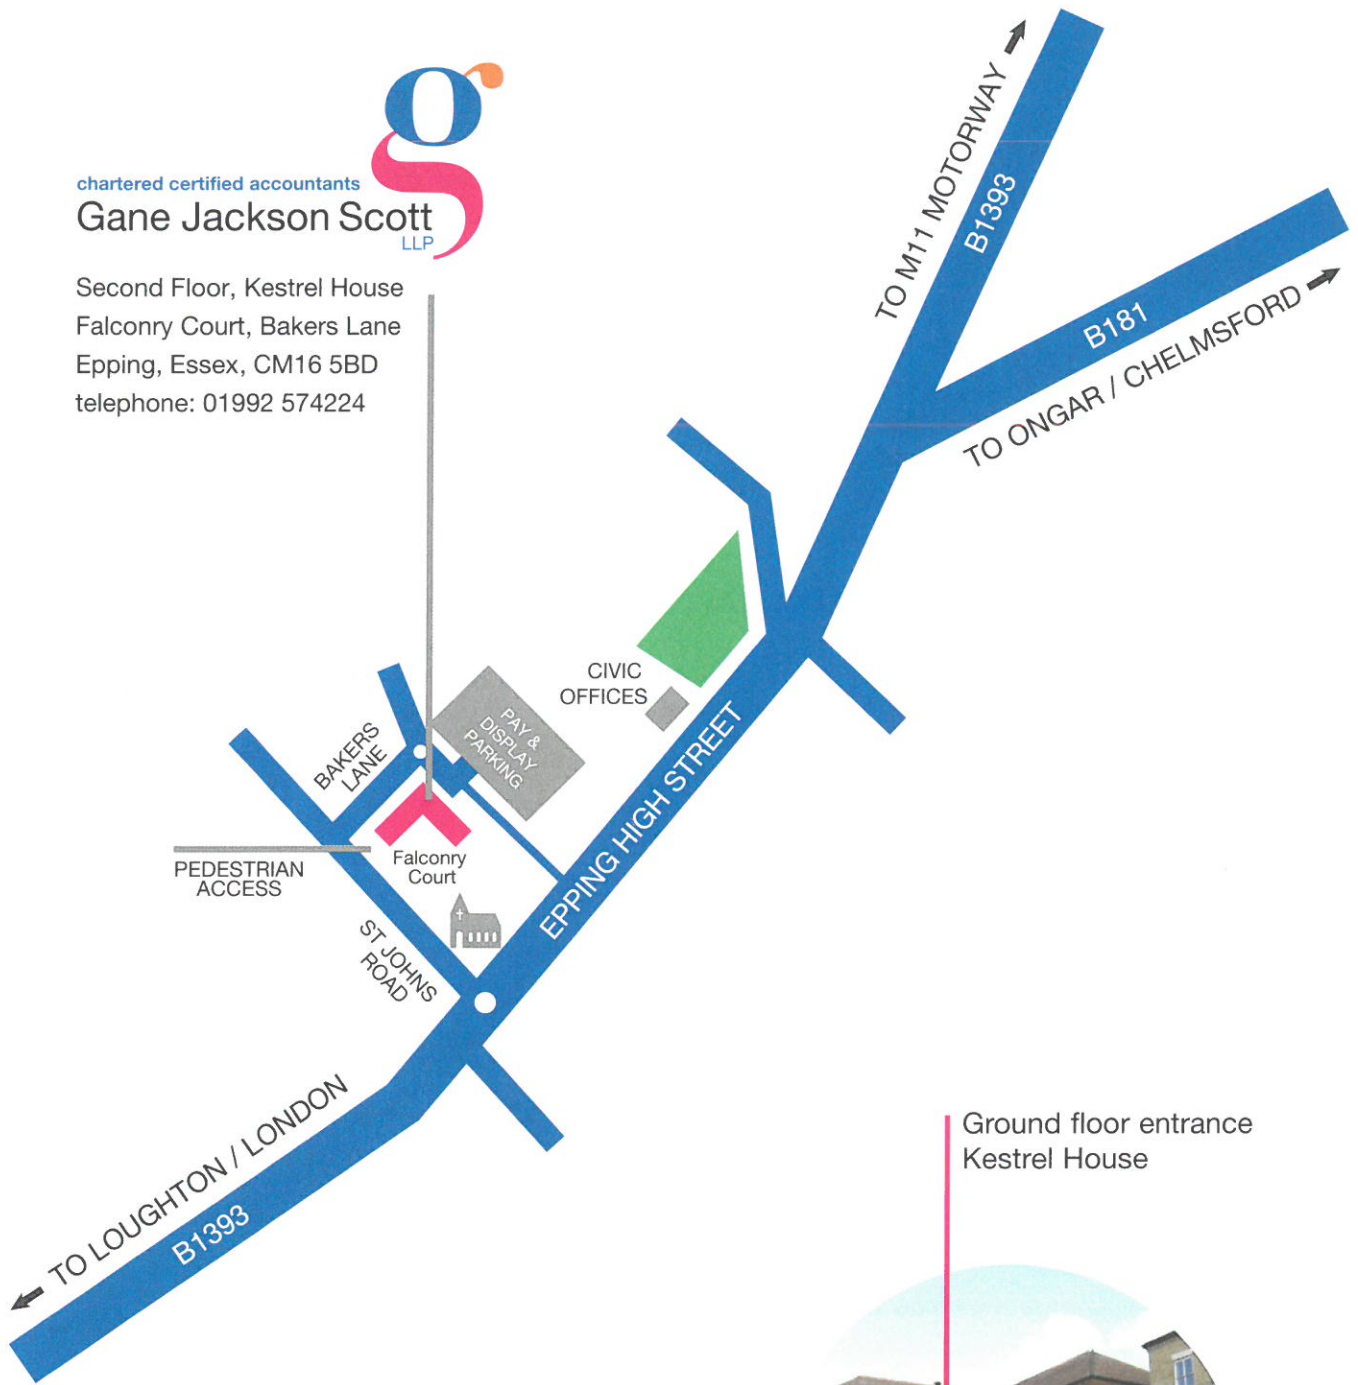 g
chartered certified accountants
Gane Jackson Scott
LLP
Second Floor, Kestrel House
Falconry Court, Bakers Lane
Epping, Essex, CM16 5BD
telephone: 01992 574224
TO M11 MOTORWAY
B1393
B181
TO ONGAR / CHELMSFORD
CIVIC
OFFICES
PAY &
DISPLAY
PARKING
BAKERS
LANE
EPPING HIGH STREET
PEDESTRIAN
ACCESS
Falconry
Court
ST JOHNS
ROAD
TO LOUGHTON / LONDON
B1393
Ground floor entrance
Kestrel House